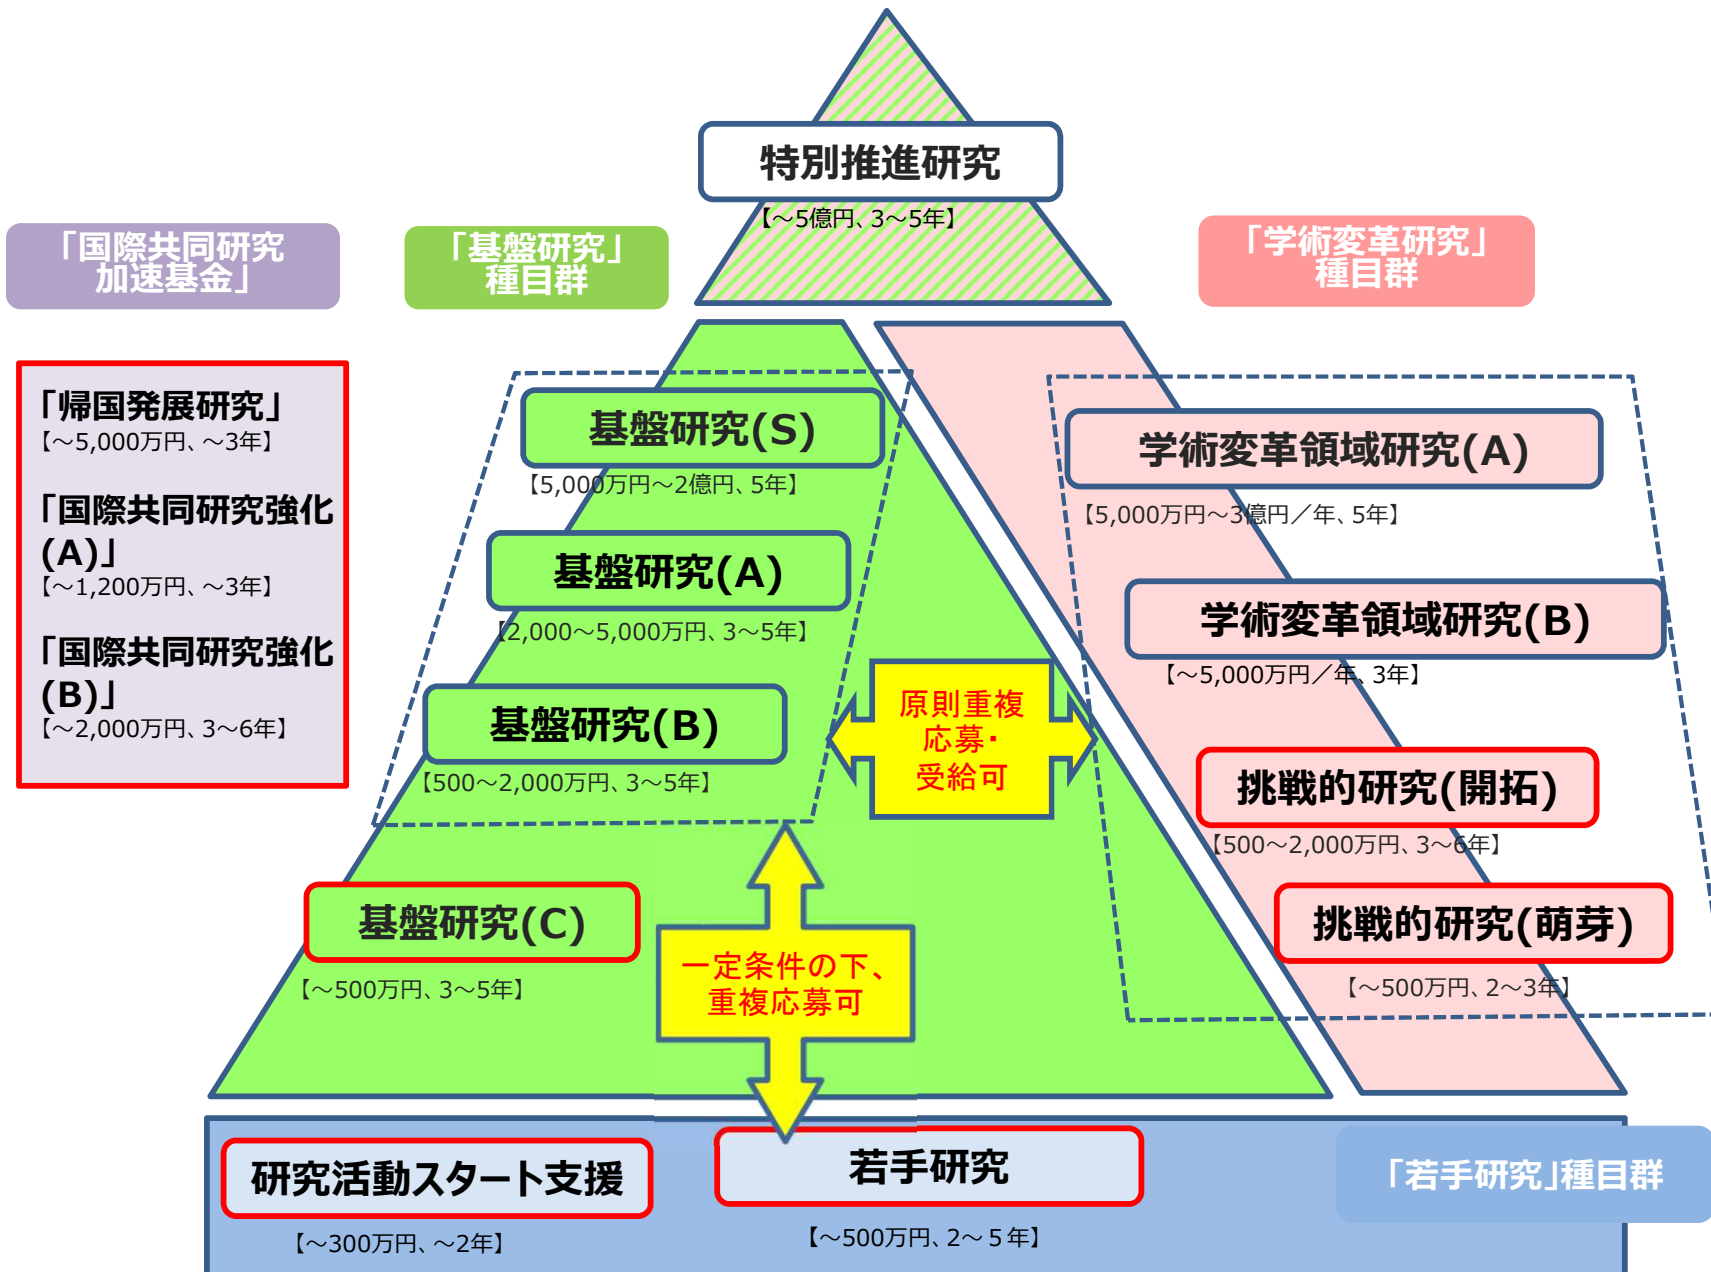 特別推進研究
【～5億円、3～5年】
「国際共同研究
加速基金」
「基盤研究」
種目群
「学術変革研究」
種目群
「帰国発展研究」
【～5,000万円、～3年】
「国際共同研究強化
(A)」
【～1,200万円、～3年】
「国際共同研究強化
(B)」
【～2,000万円、3～6年】
基盤研究(S)
【5,000万円～2億円、5年】
基盤研究(A)
【2,000～5,000万円、3～5年】
基盤研究(B)
【500～2,000万円、3～5年】
基盤研究(C)
【～500万円、3～5年】
原則重複
応募・
受給可
一定条件の下、
重複応募可
学術変革領域研究(A)
【5,000万円～3億円／年、5年】
学術変革領域研究(B)
【～5,000万円／年、3年】
挑戦的研究(開拓)
【500～2,000万円、3～6年】
挑戦的研究(萌芽)
【～500万円、2～3年】
研究活動スタート支援
【～300万円、～2年】
若手研究
【～500万円、2～５年】
「若手研究」種目群